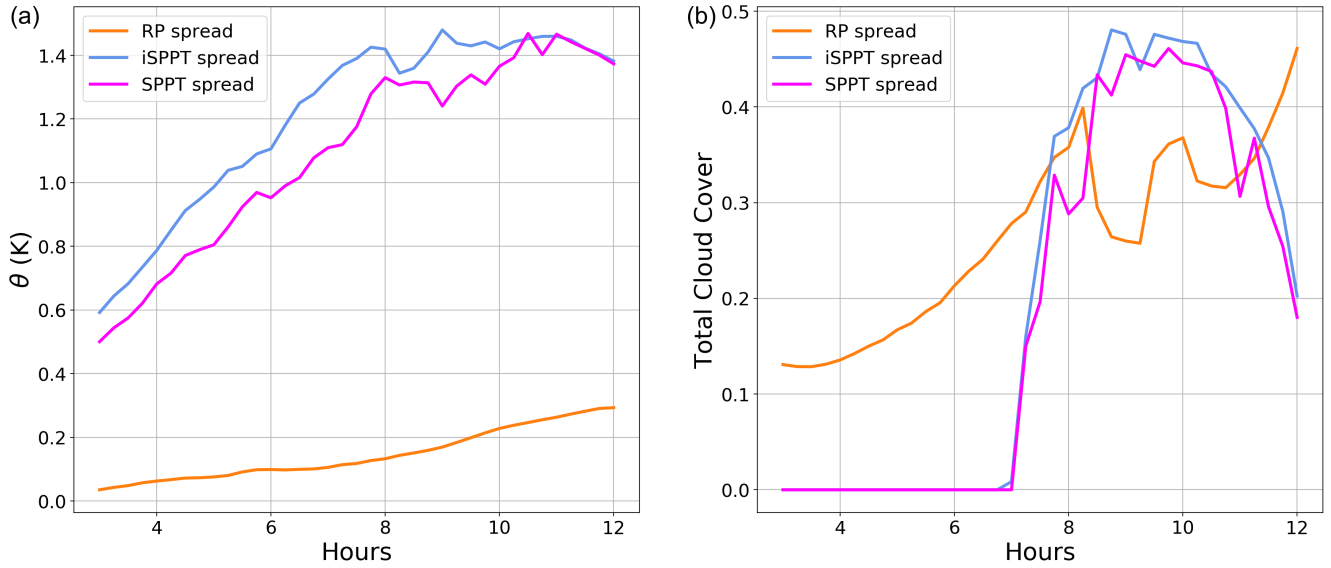 (a)
RP spread
iSPPT spread
SPPT spread
1.4
1.2
1.0
0.8
0.6
0.4
0.2
0.0
θ (K)
4 6 8 10 12
Hours
(b)
RP spread
iSPPT spread
SPPT spread
0.5
0.4
0.3
0.2
0.1
0.0
Total Cloud Cover
4 6 8 10 12
Hours